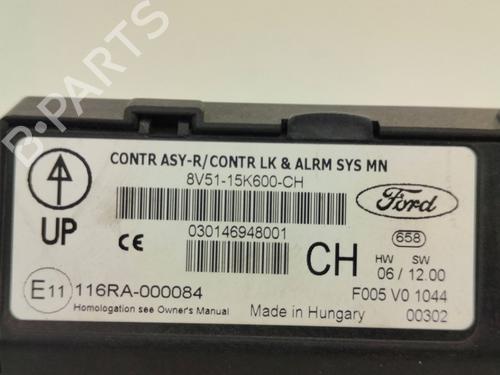 B-PARTS
CONTR ASY-R/CONTR LK & ALRM SYS MN
8V51-15K600-CH
Ford
UP
030146948001
CE
CH
658
HW SW
06 / 12.00
E11 116RA-000084
F005 V0 1044
Homologation see Owner's Manual
Made in Hungary
00302